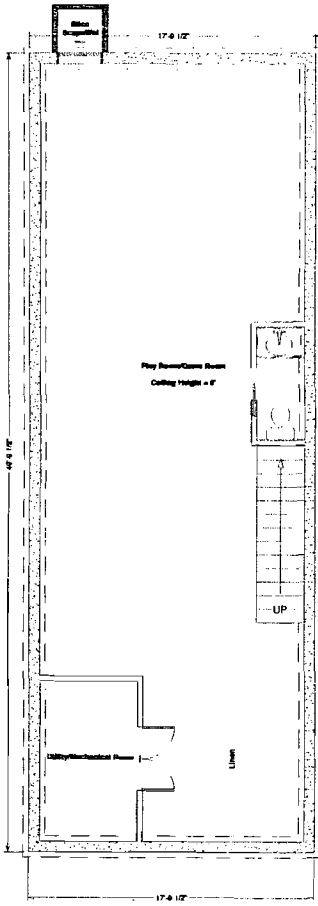 17'-9 1/2"
Play Room/Game Room
Ceiling Height = 8'
UP
Utility/Mechanical Room
Linen
17'-9 1/2"